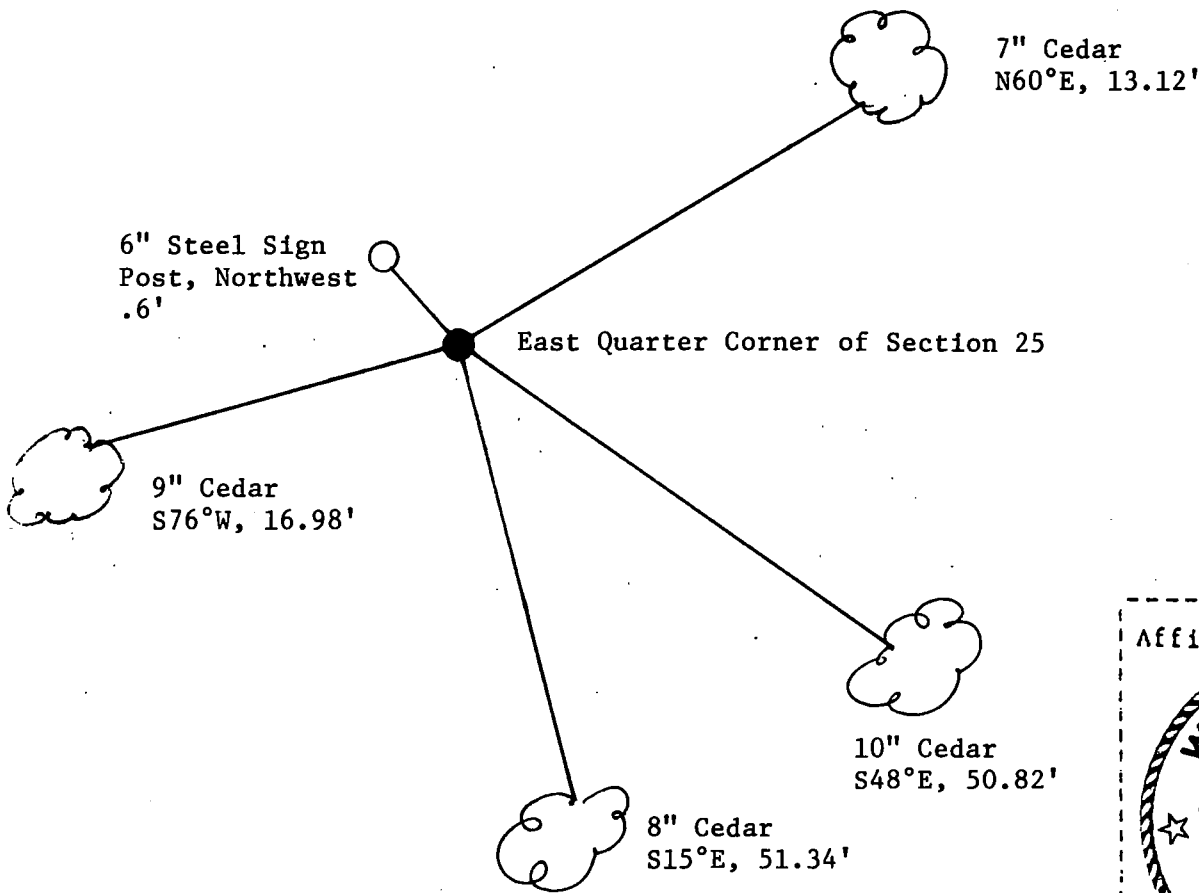 7" Cedar
N60°E, 13.12'
6" Steel Sign
Post, Northwest
.6'
East Quarter Corner of Section 25
9" Cedar
S76°W, 16.98'
10" Cedar
S48°E, 50.82'
8" Cedar
S15°E, 51.34'